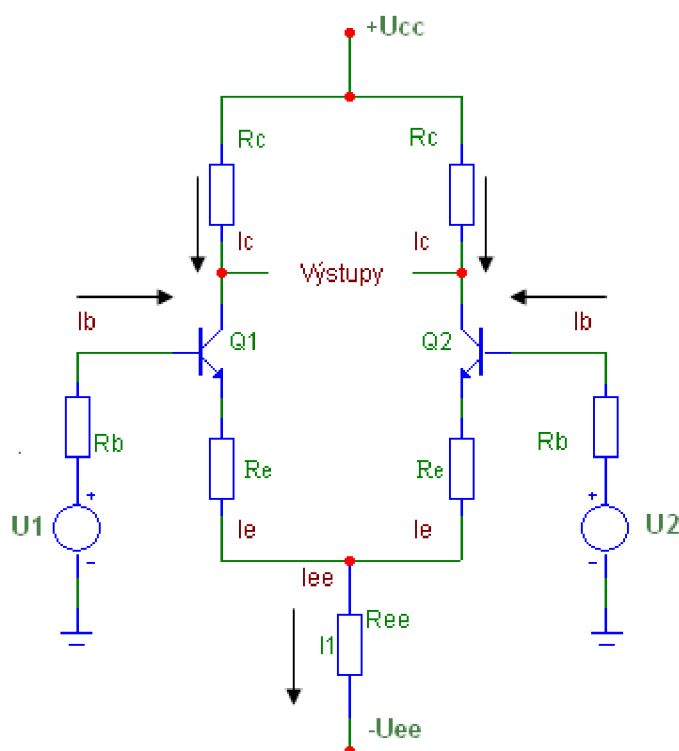 +Ucc
Rc
Rc
Ic
Ic
Výstupy
Ib
Ib
Q1
Q2
Rb
Rb
Re
Re
+
+
U1
U2
-
-
Ie
Ie
Iee
Ree
I1
-Uee